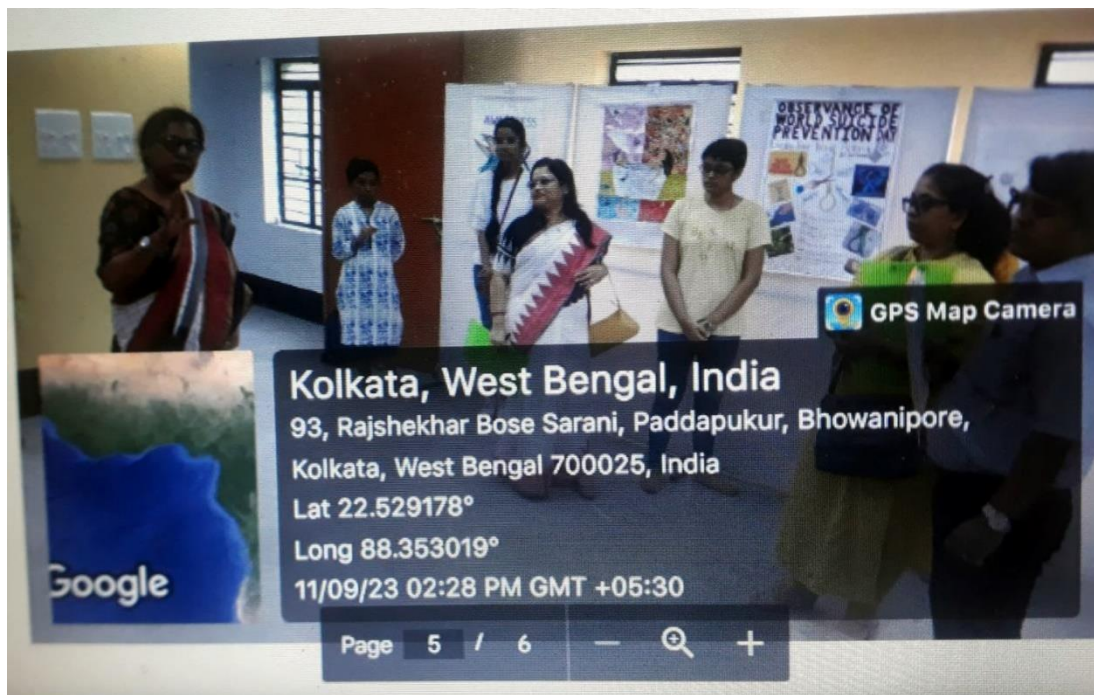 OBSERVANCE OF
WORLD SUICIDE
PREVENTION DAY
GPS Map Camera
Kolkata, West Bengal, India
93, Rajshekhar Bose Sarani, Paddapukur, Bhowanipore,
Kolkata, West Bengal 700025, India
Lat 22.529178°
Long 88.353019°
11/09/23 02:28 PM GMT +05:30
Google
Page 5 / 6